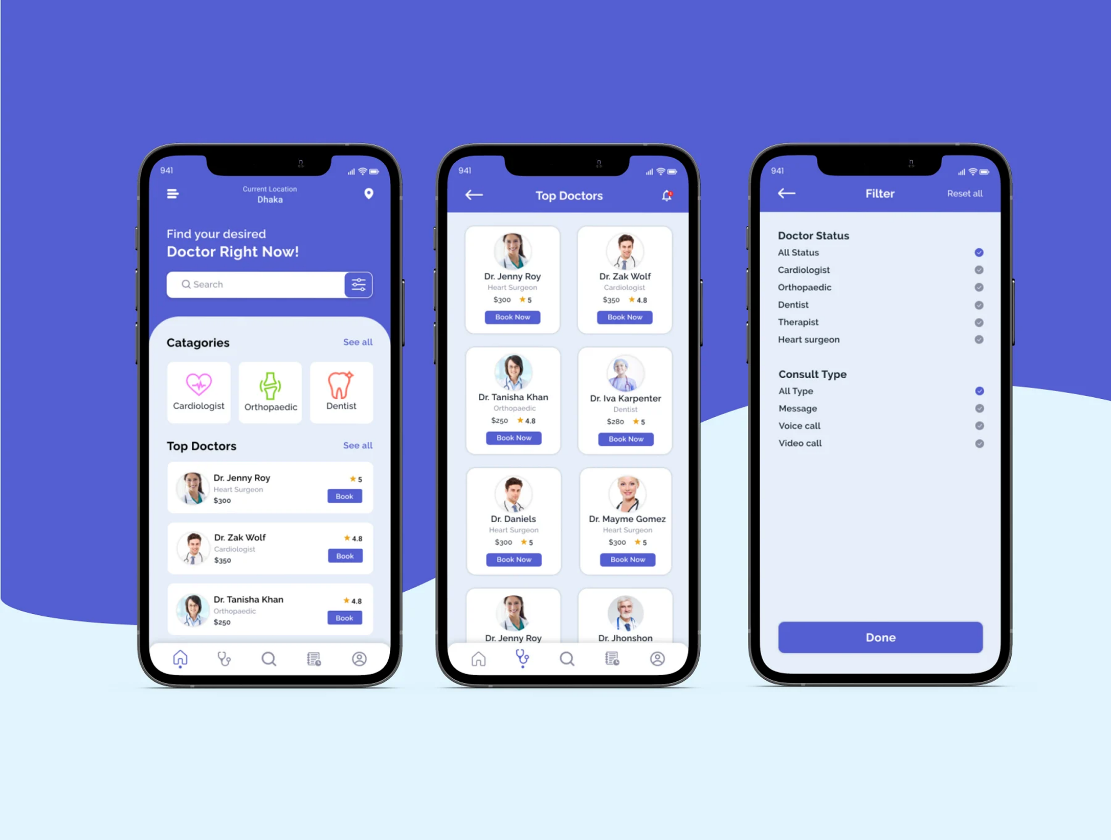 941
Current Location
Dhaka
Find your desired
Doctor Right Now!
Search
Catagories
See all
Cardiologist
Orthopaedic
Dentist
Top Doctors
See all
Dr. Jenny Roy
5
Heart Surgeon
$300
Book
Dr. Zak Wolf
4.8
Cardiologist
$350
Book
Dr. Tanisha Khan
4.8
Orthopaedic
$250
Book
941
Top Doctors
Dr. Jenny Roy
Heart Surgeon
$300 5
Book Now
Dr. Zak Wolf
Cardiologist
$350 4.8
Book Now
Dr. Tanisha Khan
Orthopaedic
$250 4.8
Book Now
Dr. Iva Karpenter
Dentist
$280 5
Book Now
Dr. Daniels
Heart Surgeon
$300 5
Book Now
Dr. Mayme Gomez
Heart Surgeon
$300 5
Book Now
Dr. Jenny Roy
Dr. Jhonshon
941
Filter
Reset all
Doctor Status
All Status
Cardiologist
Orthopaedic
Dentist
Therapist
Heart surgeon
Consult Type
All Type
Message
Voice call
Video call
Done